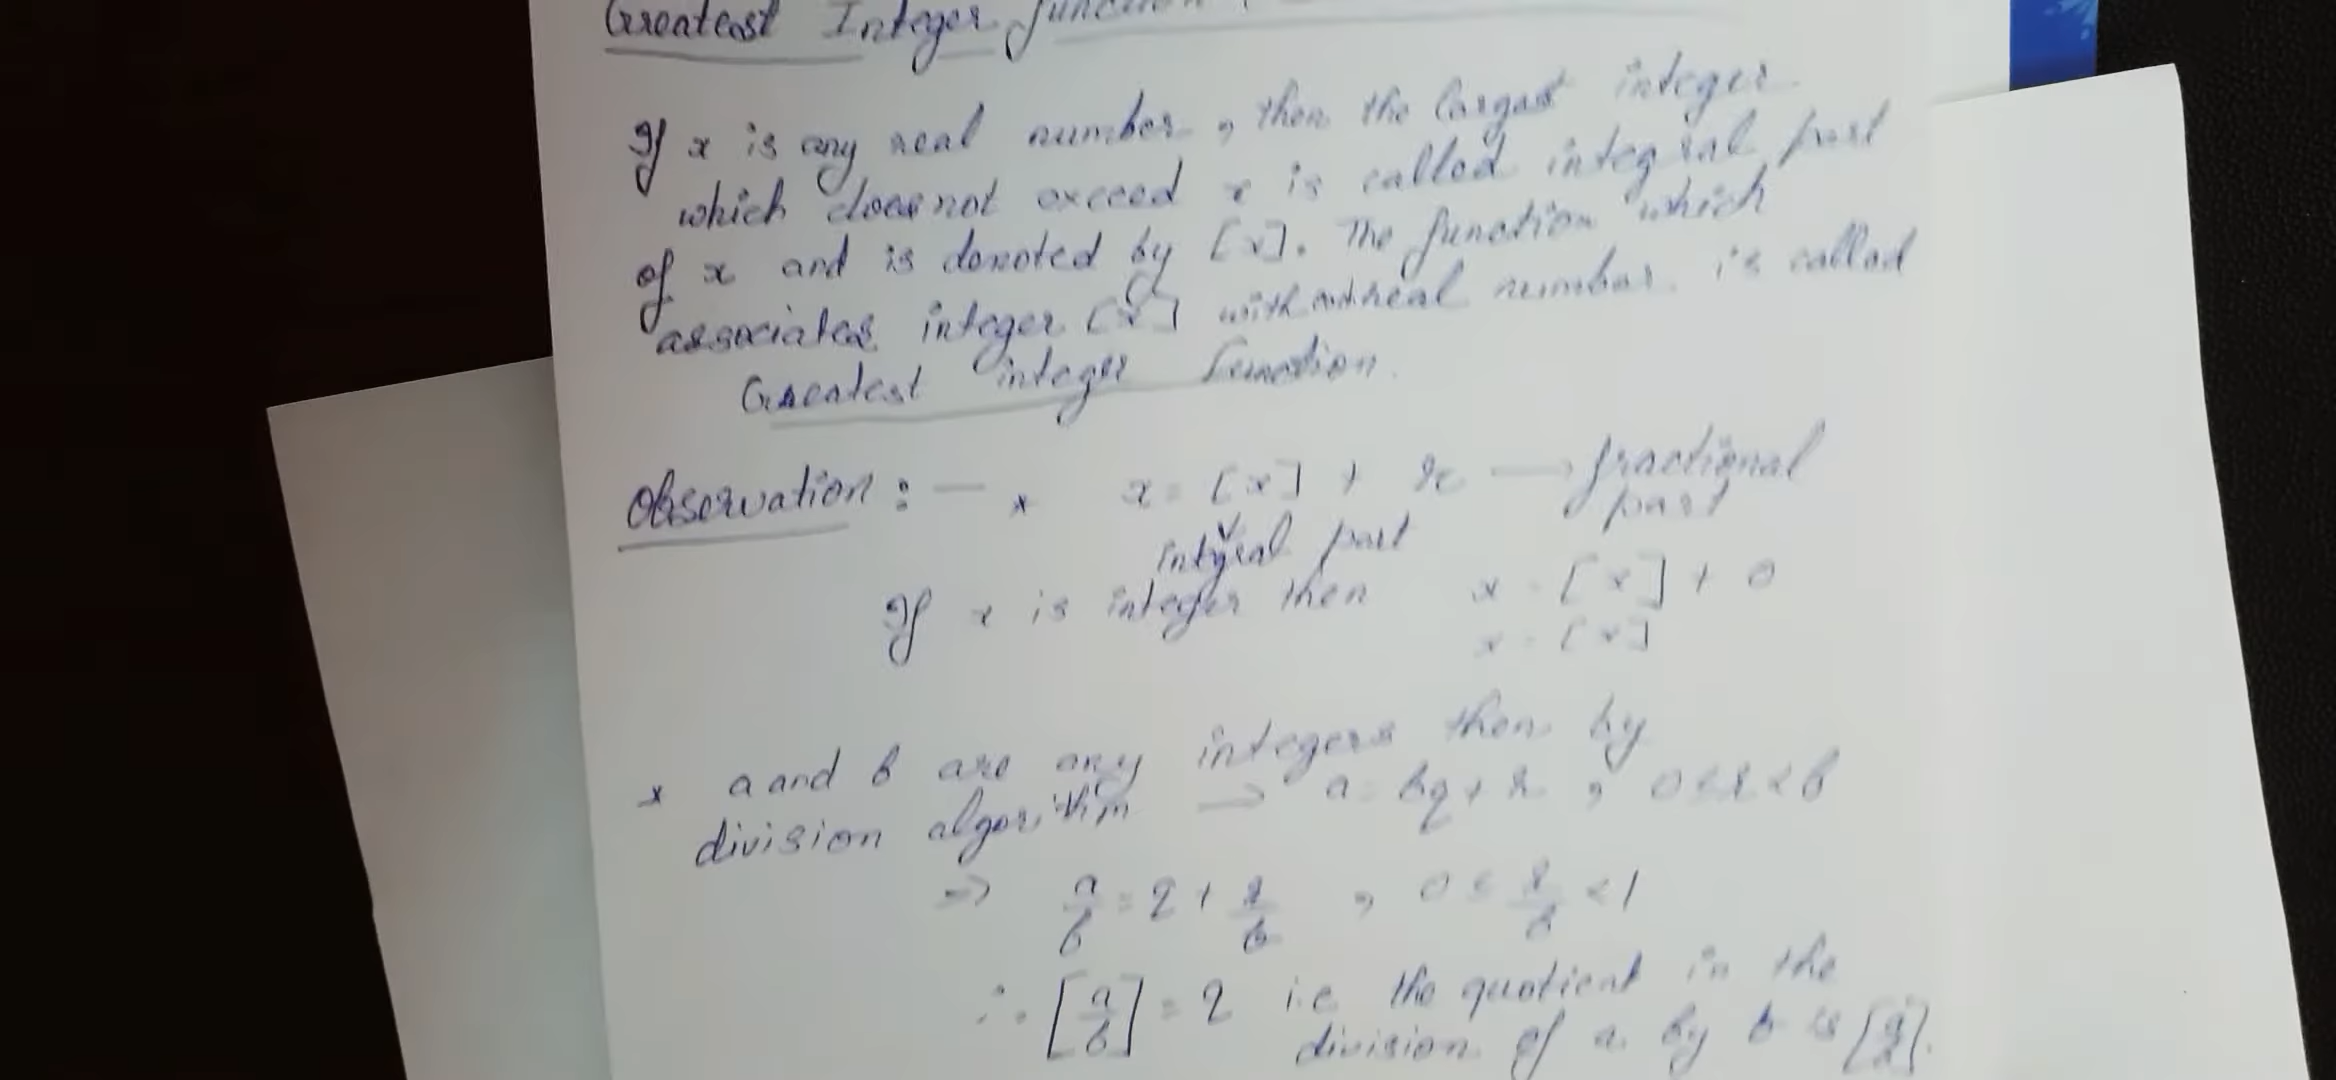 Greatest Integer function
If x is any real number, then the largest integer
which does not exceed x is called integral part
of x and is denoted by [x]. The function which
associates integer [x] with real number is called
Greatest integer function.
Observation :— * x = [x] + r → fractional part
integral part
If x is integer then x = [x] + 0
x = [x]
* a and b are any integers then by
division algorithm → a = bq + r , 0 ≤ r < b
⇒ a/b = q + r/b , 0 ≤ r/b < 1
∴ [a/b] = q i.e the quotient in the
division of a by b is [a/b].